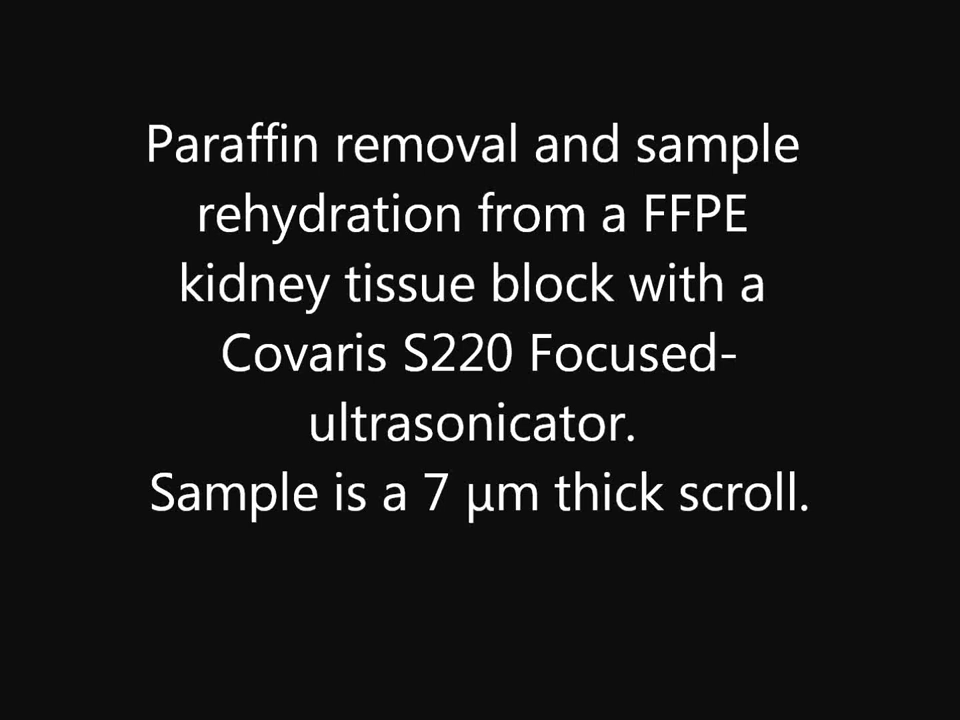 Paraffin removal and sample
rehydration from a FFPE
kidney tissue block with a
Covaris S220 Focused-
ultrasonicator.
Sample is a 7 µm thick scroll.